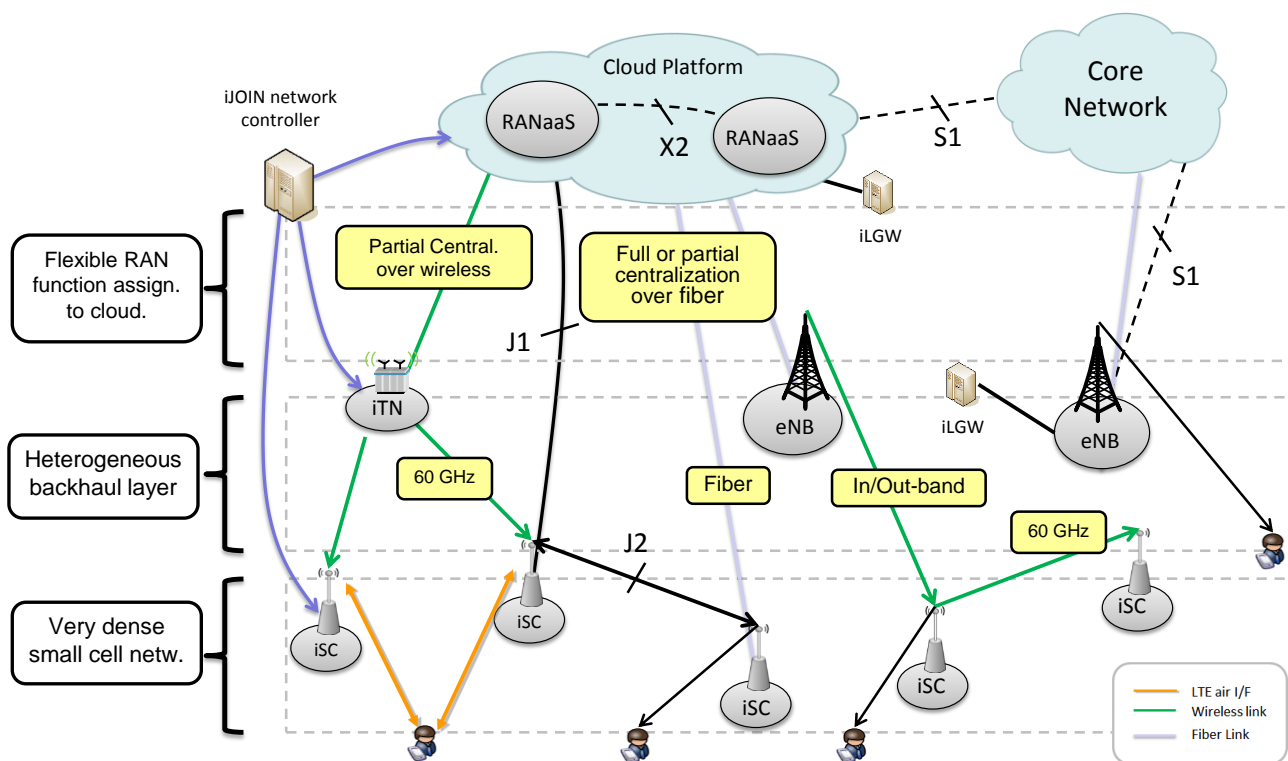 Cloud Platform
Core
Network
iJOIN network
controller
RANaaS
X2
RANaaS
S1
iLGW
Flexible RAN
function assign.
to cloud.
Partial Central.
over wireless
Full or partial
centralization
over fiber
S1
J1
iTN
eNB
iLGW
eNB
Heterogeneous
backhaul layer
60 GHz
Fiber
In/Out-band
60 GHz
J2
Very dense
small cell netw.
iSC
iSC
iSC
iSC
iSC
LTE air I/F
Wireless link
Fiber Link